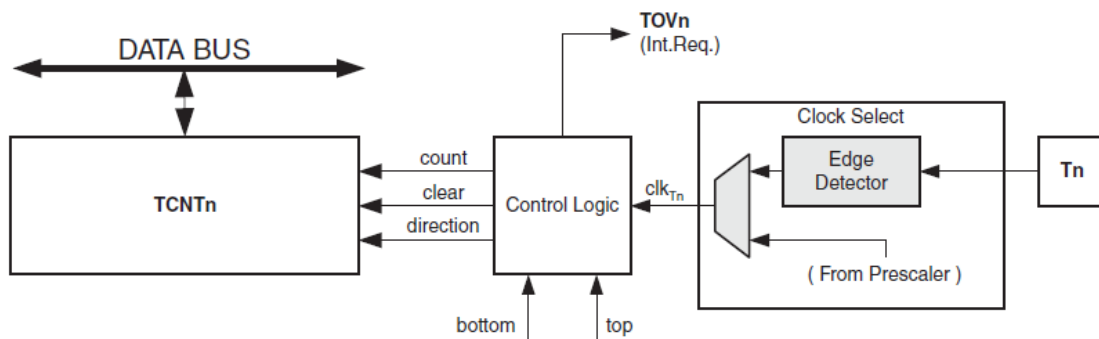 TOVn
(Int.Req.)
DATA BUS
Clock Select
count
Edge
Detector
Tn
clear
clkTn
TCNTn
Control Logic
direction
( From Prescaler )
bottom
top